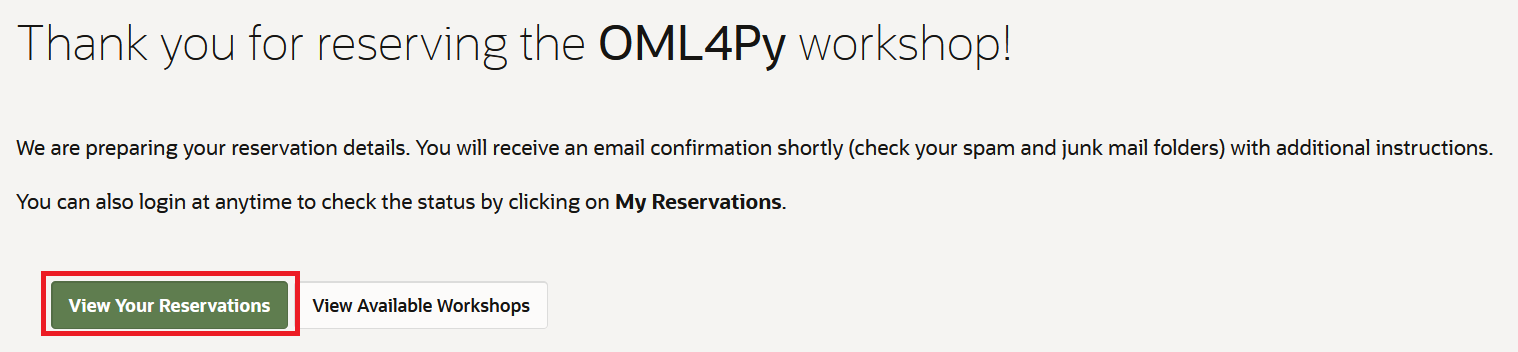 Thank you for reserving the OML4Py workshop!
We are preparing your reservation details. You will receive an email confirmation shortly (check your spam and junk mail folders) with additional instructions.
You can also login at anytime to check the status by clicking on My Reservations.
View Your Reservations View Available Workshops